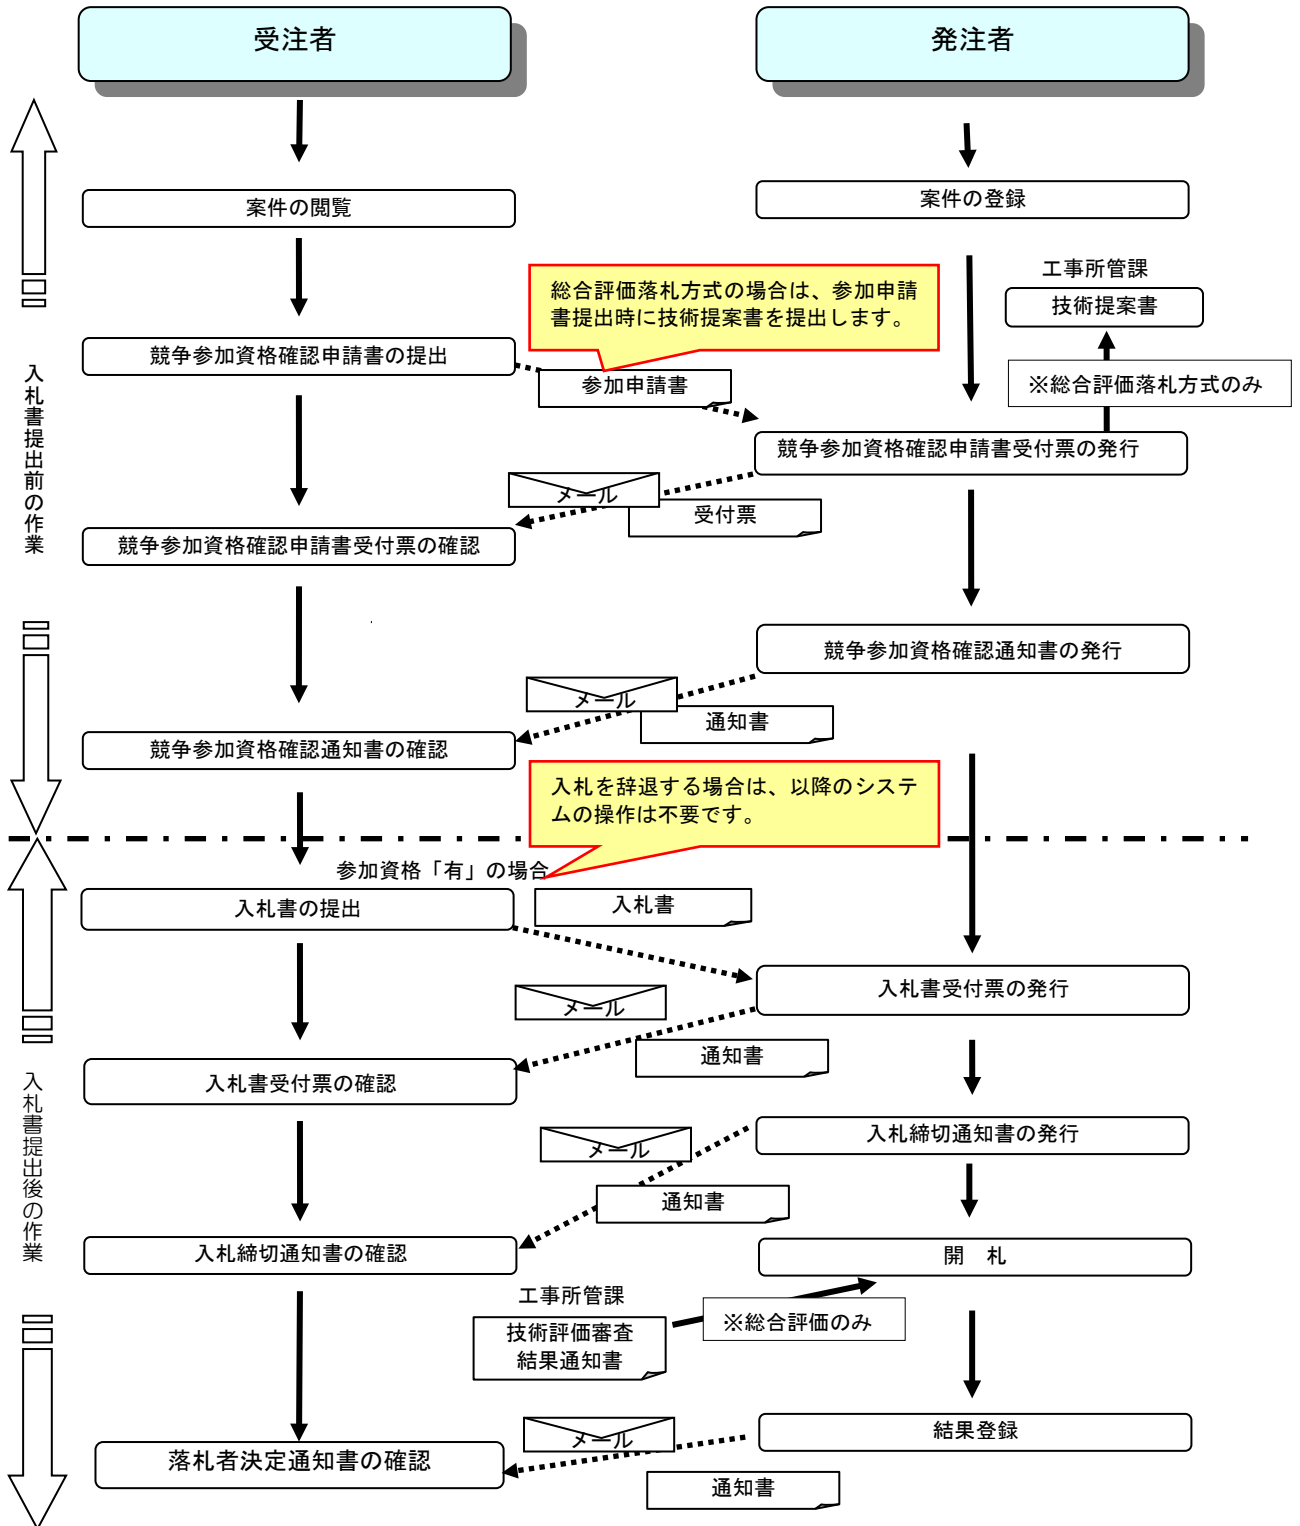 受注者
発注者
案件の閲覧
案件の登録
工事所管課
技術提案書
総合評価落札方式の場合は、参加申請
書提出時に技術提案書を提出します。
競争参加資格確認申請書の提出
参加申請書
※総合評価落札方式のみ
入札書提出前の作業
競争参加資格確認申請書受付票の発行
メール
受付票
競争参加資格確認申請書受付票の確認
競争参加資格確認通知書の発行
メール
通知書
競争参加資格確認通知書の確認
入札を辞退する場合は、以降のシステ
ムの操作は不要です。
参加資格「有」の場合
入札書の提出
入札書
入札書受付票の発行
メール
通知書
入札書受付票の確認
入札書提出後の作業
入札締切通知書の発行
メール
通知書
入札締切通知書の確認
開　札
工事所管課
技術評価審査
結果通知書
※総合評価のみ
結果登録
メール
落札者決定通知書の確認
通知書